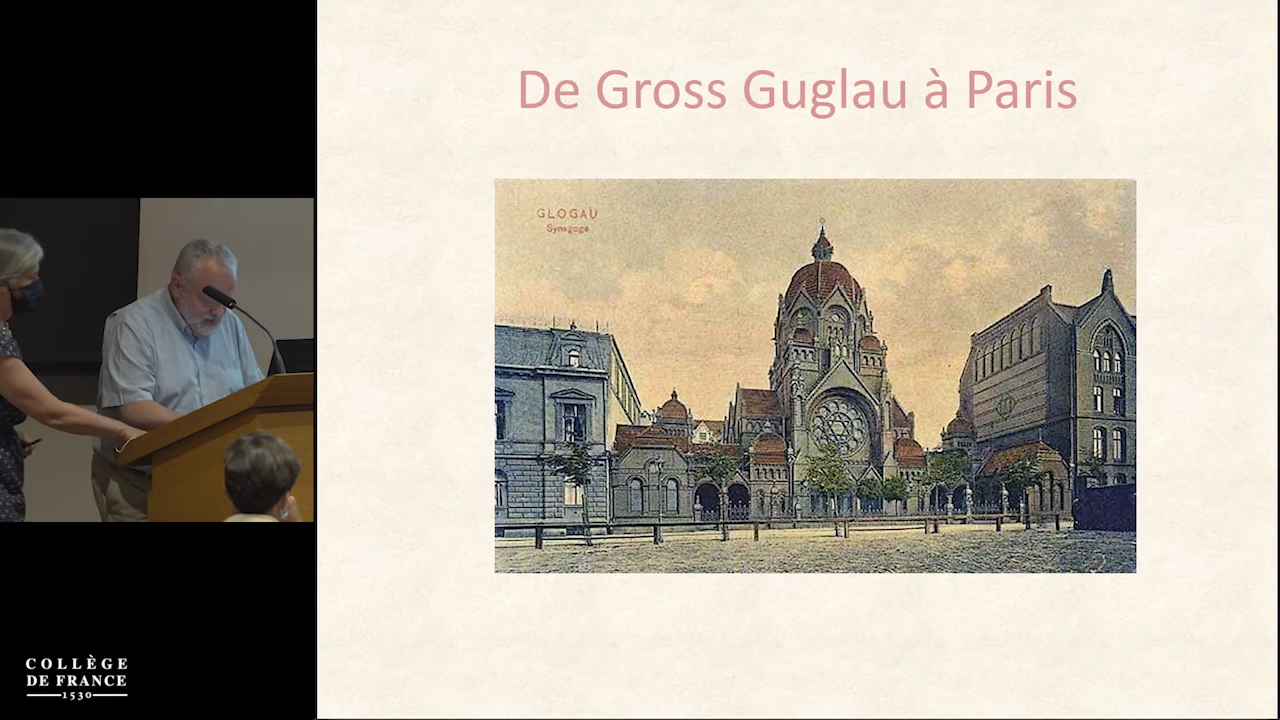 De Gross Guglau à Paris
GLOGAU
Synagoge
COLLÈGE
DE FRANCE
1530